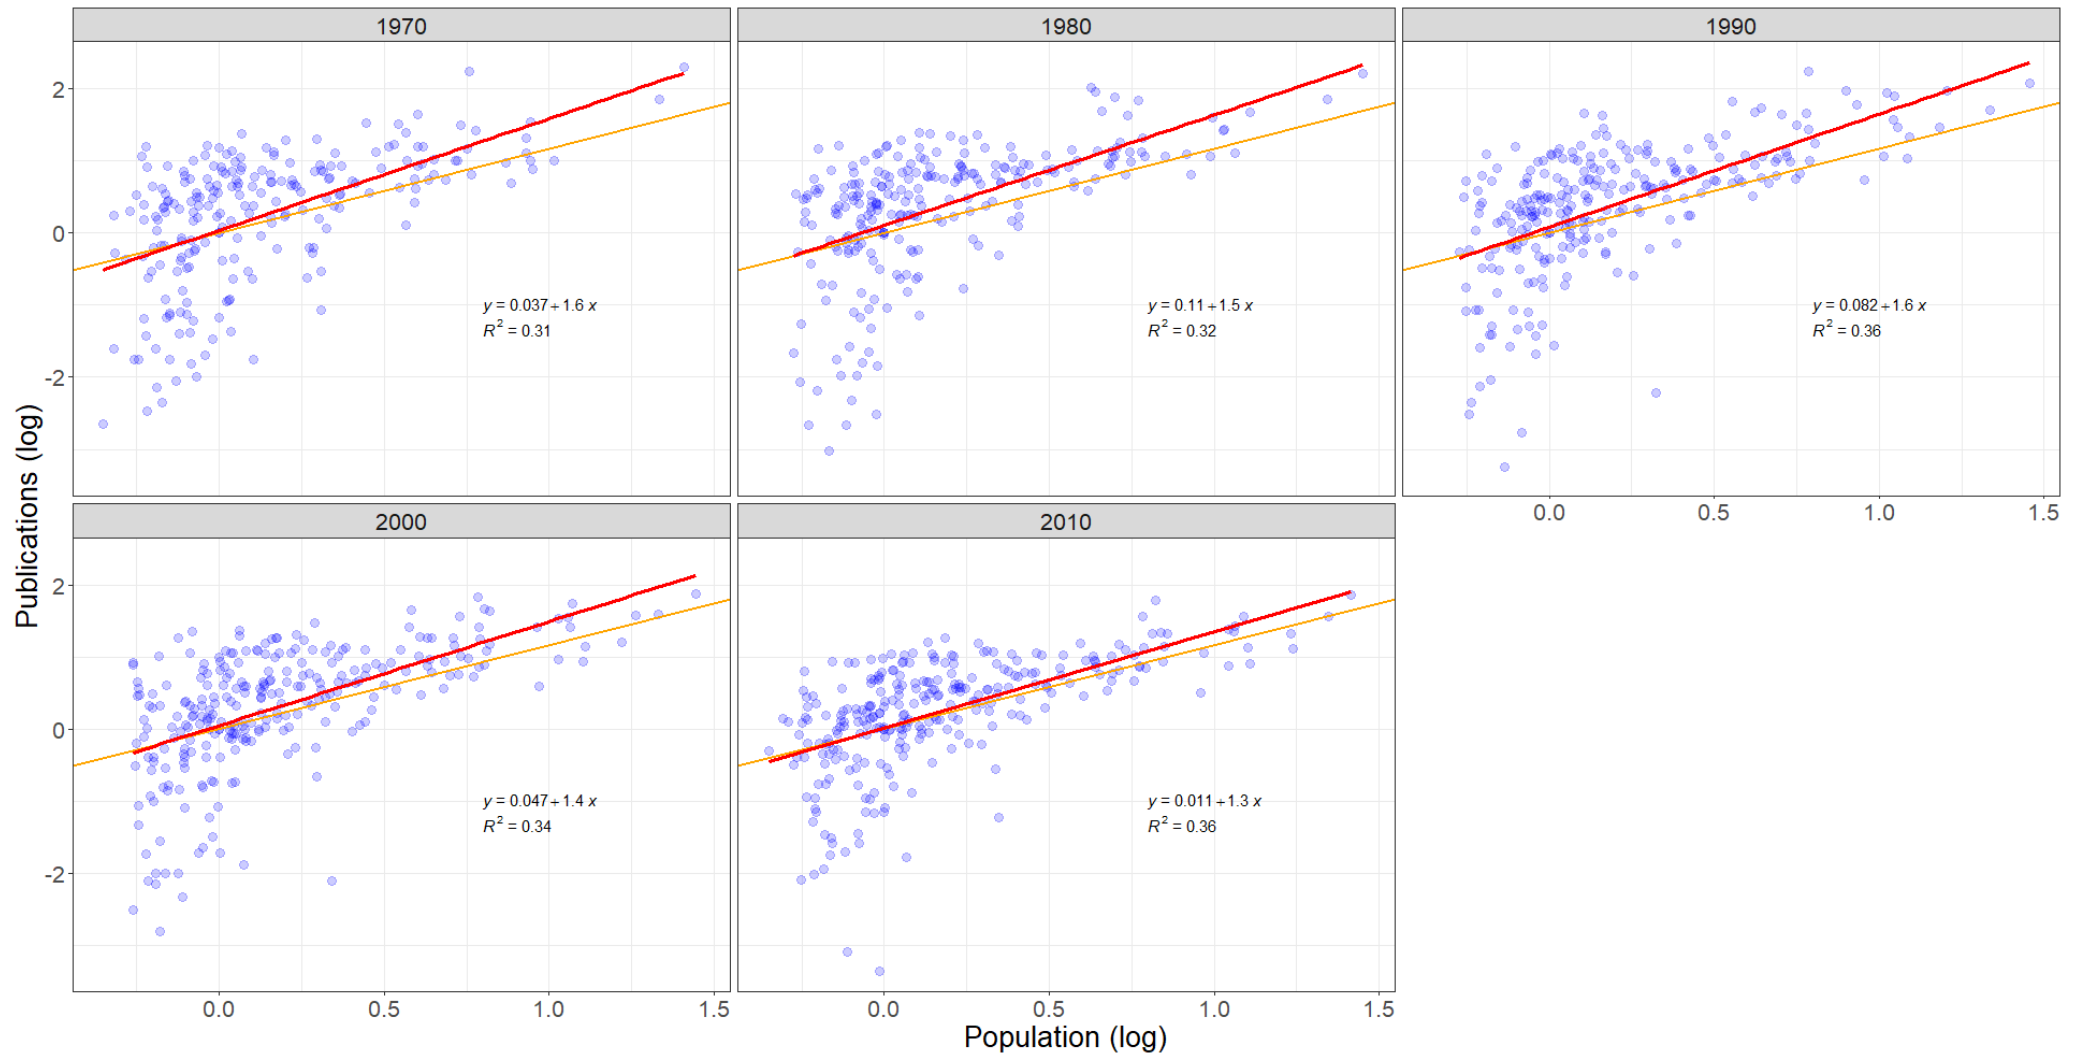 1970
1980
1990
2
0
-2
y = 0.037 + 1.6 x
R² = 0.31
y = 0.11 + 1.5 x
R² = 0.32
y = 0.082 + 1.6 x
R² = 0.36
0.0 0.5 1.0 1.5
Publications (log)
2000
2010
2
0
-2
y = 0.047 + 1.4 x
R² = 0.34
y = 0.011 + 1.3 x
R² = 0.36
0.0 0.5 1.0 1.5
0.0 0.5 1.0 1.5
Population (log)